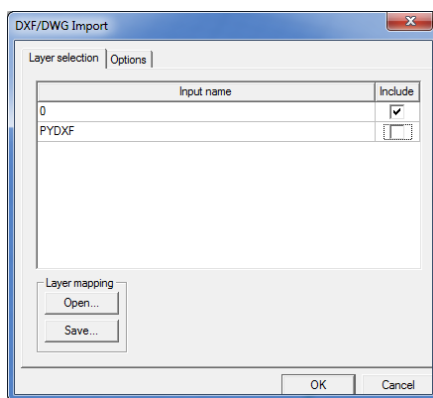 DXF/DWG Import
Layer selection Options
Input name Include
0
PYDXF
Layer mapping
Open...
Save...
OK Cancel